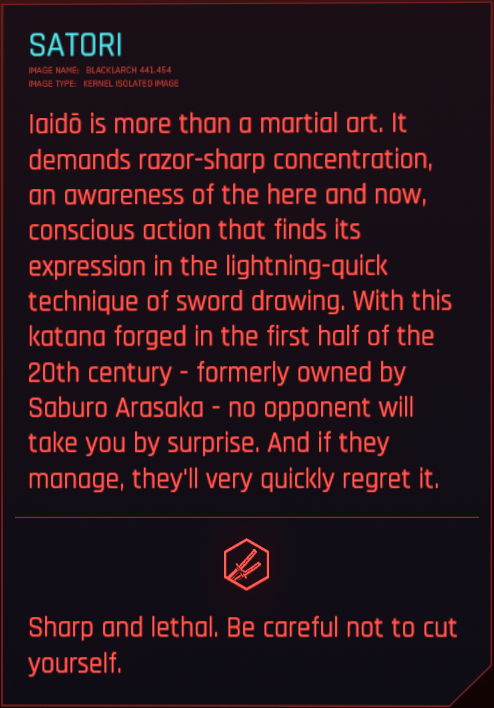 SATORI
IMAGE NAME: BLACKLARCH 441.454
IMAGE TYPE: KERNEL ISOLATED IMAGE
Iaidō is more than a martial art. It
demands razor-sharp concentration,
an awareness of the here and now,
conscious action that finds its
expression in the lightning-quick
technique of sword drawing. With this
katana forged in the first half of the
20th century - formerly owned by
Saburo Arasaka - no opponent will
take you by surprise. And if they
manage, they'll very quickly regret it.
Sharp and lethal. Be careful not to cut
yourself.